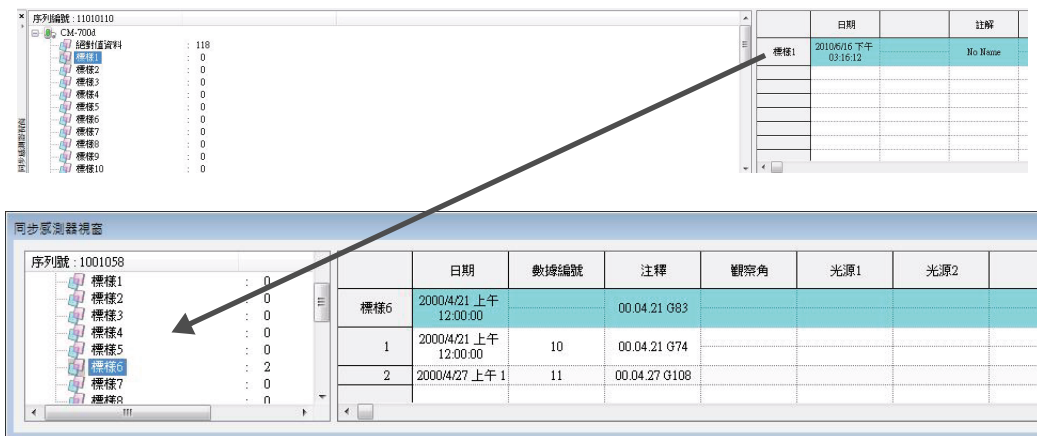 序列編號 : 11010110
CM-700d
絕對值資料 : 118
標樣1 : 0
標樣2 : 0
標樣3 : 0
標樣4 : 0
標樣5 : 0
標樣6 : 0
標樣7 : 0
標樣8 : 0
標樣9 : 0
標樣10 : 0
日期 註解
標樣1 2010/6/16 下午 03:16:12 No Name
同步感測器視窗
序列號 : 1001058
標樣1 : 0
標樣2 : 0
標樣3 : 0
標樣4 : 0
標樣5 : 0
標樣6 : 2
標樣7 : 0
標樣8 : 0
日期 數據編號 注釋 觀察角 光源1 光源2
標樣6 2000/4/21 上午 12:00:00 00.04.21 G83
1 2000/4/21 上午 12:00:00 10 00.04.21 G74
2 2000/4/27 上午 1 11 00.04.27 G108